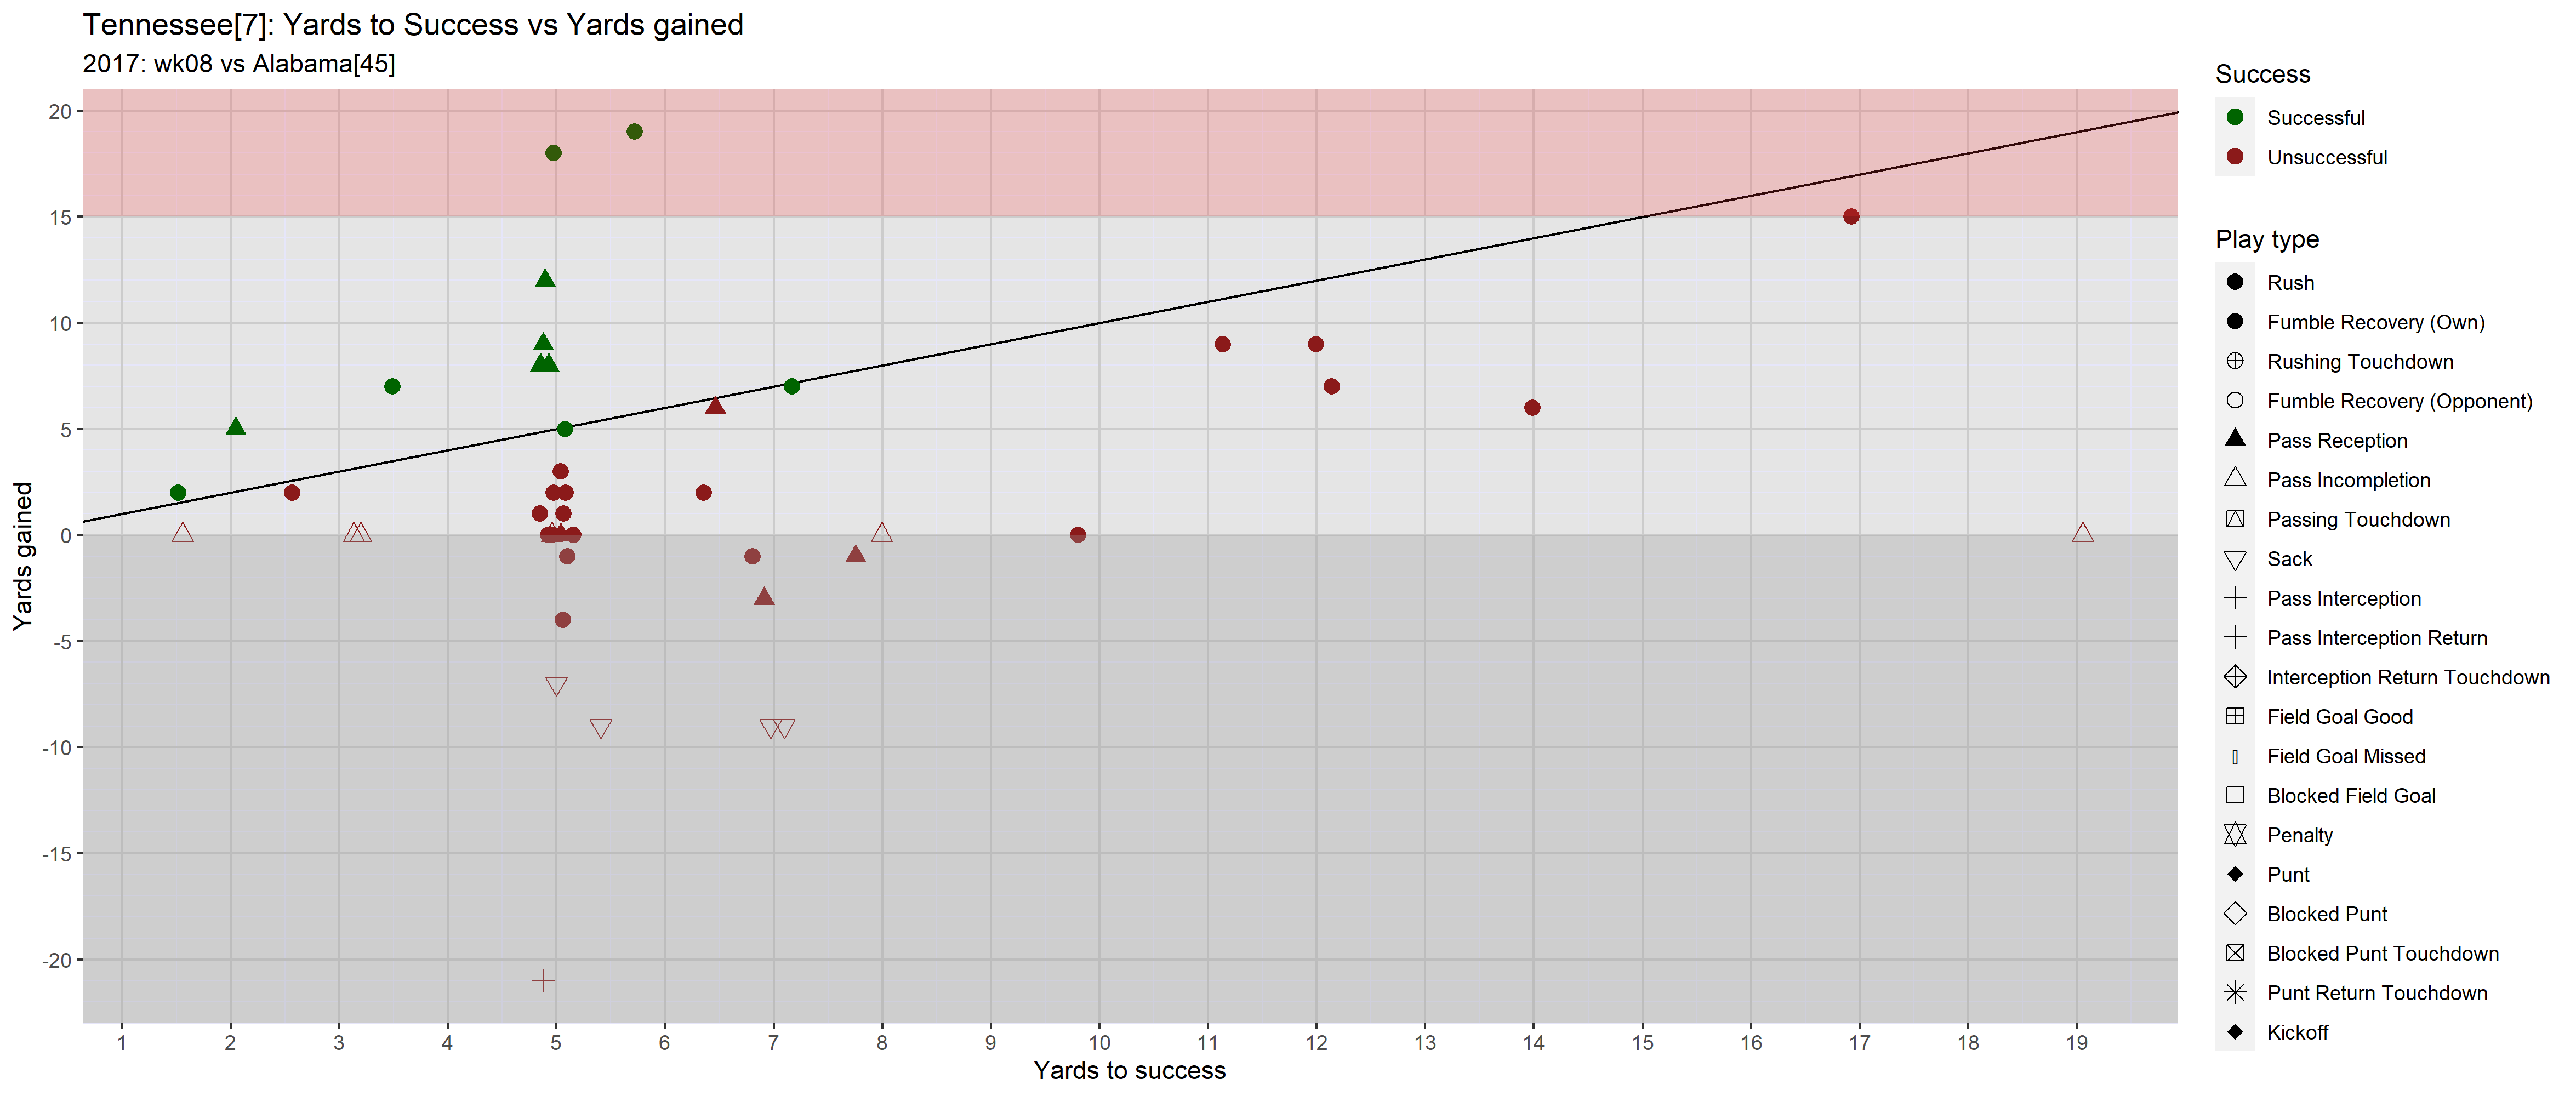 Tennessee[7]: Yards to Success vs Yards gained
2017: wk08 vs Alabama[45]
Yards gained
20
15
10
5
0
-5
-10
-15
-20
1 2 3 4 5 6 7 8 9 10 11 12 13 14 15 16 17 18 19
Yards to success
Success
Successful
Unsuccessful
Play type
Rush
Fumble Recovery (Own)
Rushing Touchdown
Fumble Recovery (Opponent)
Pass Reception
Pass Incompletion
Passing Touchdown
Sack
Pass Interception
Pass Interception Return
Interception Return Touchdown
Field Goal Good
Field Goal Missed
Blocked Field Goal
Penalty
Punt
Blocked Punt
Blocked Punt Touchdown
Punt Return Touchdown
Kickoff